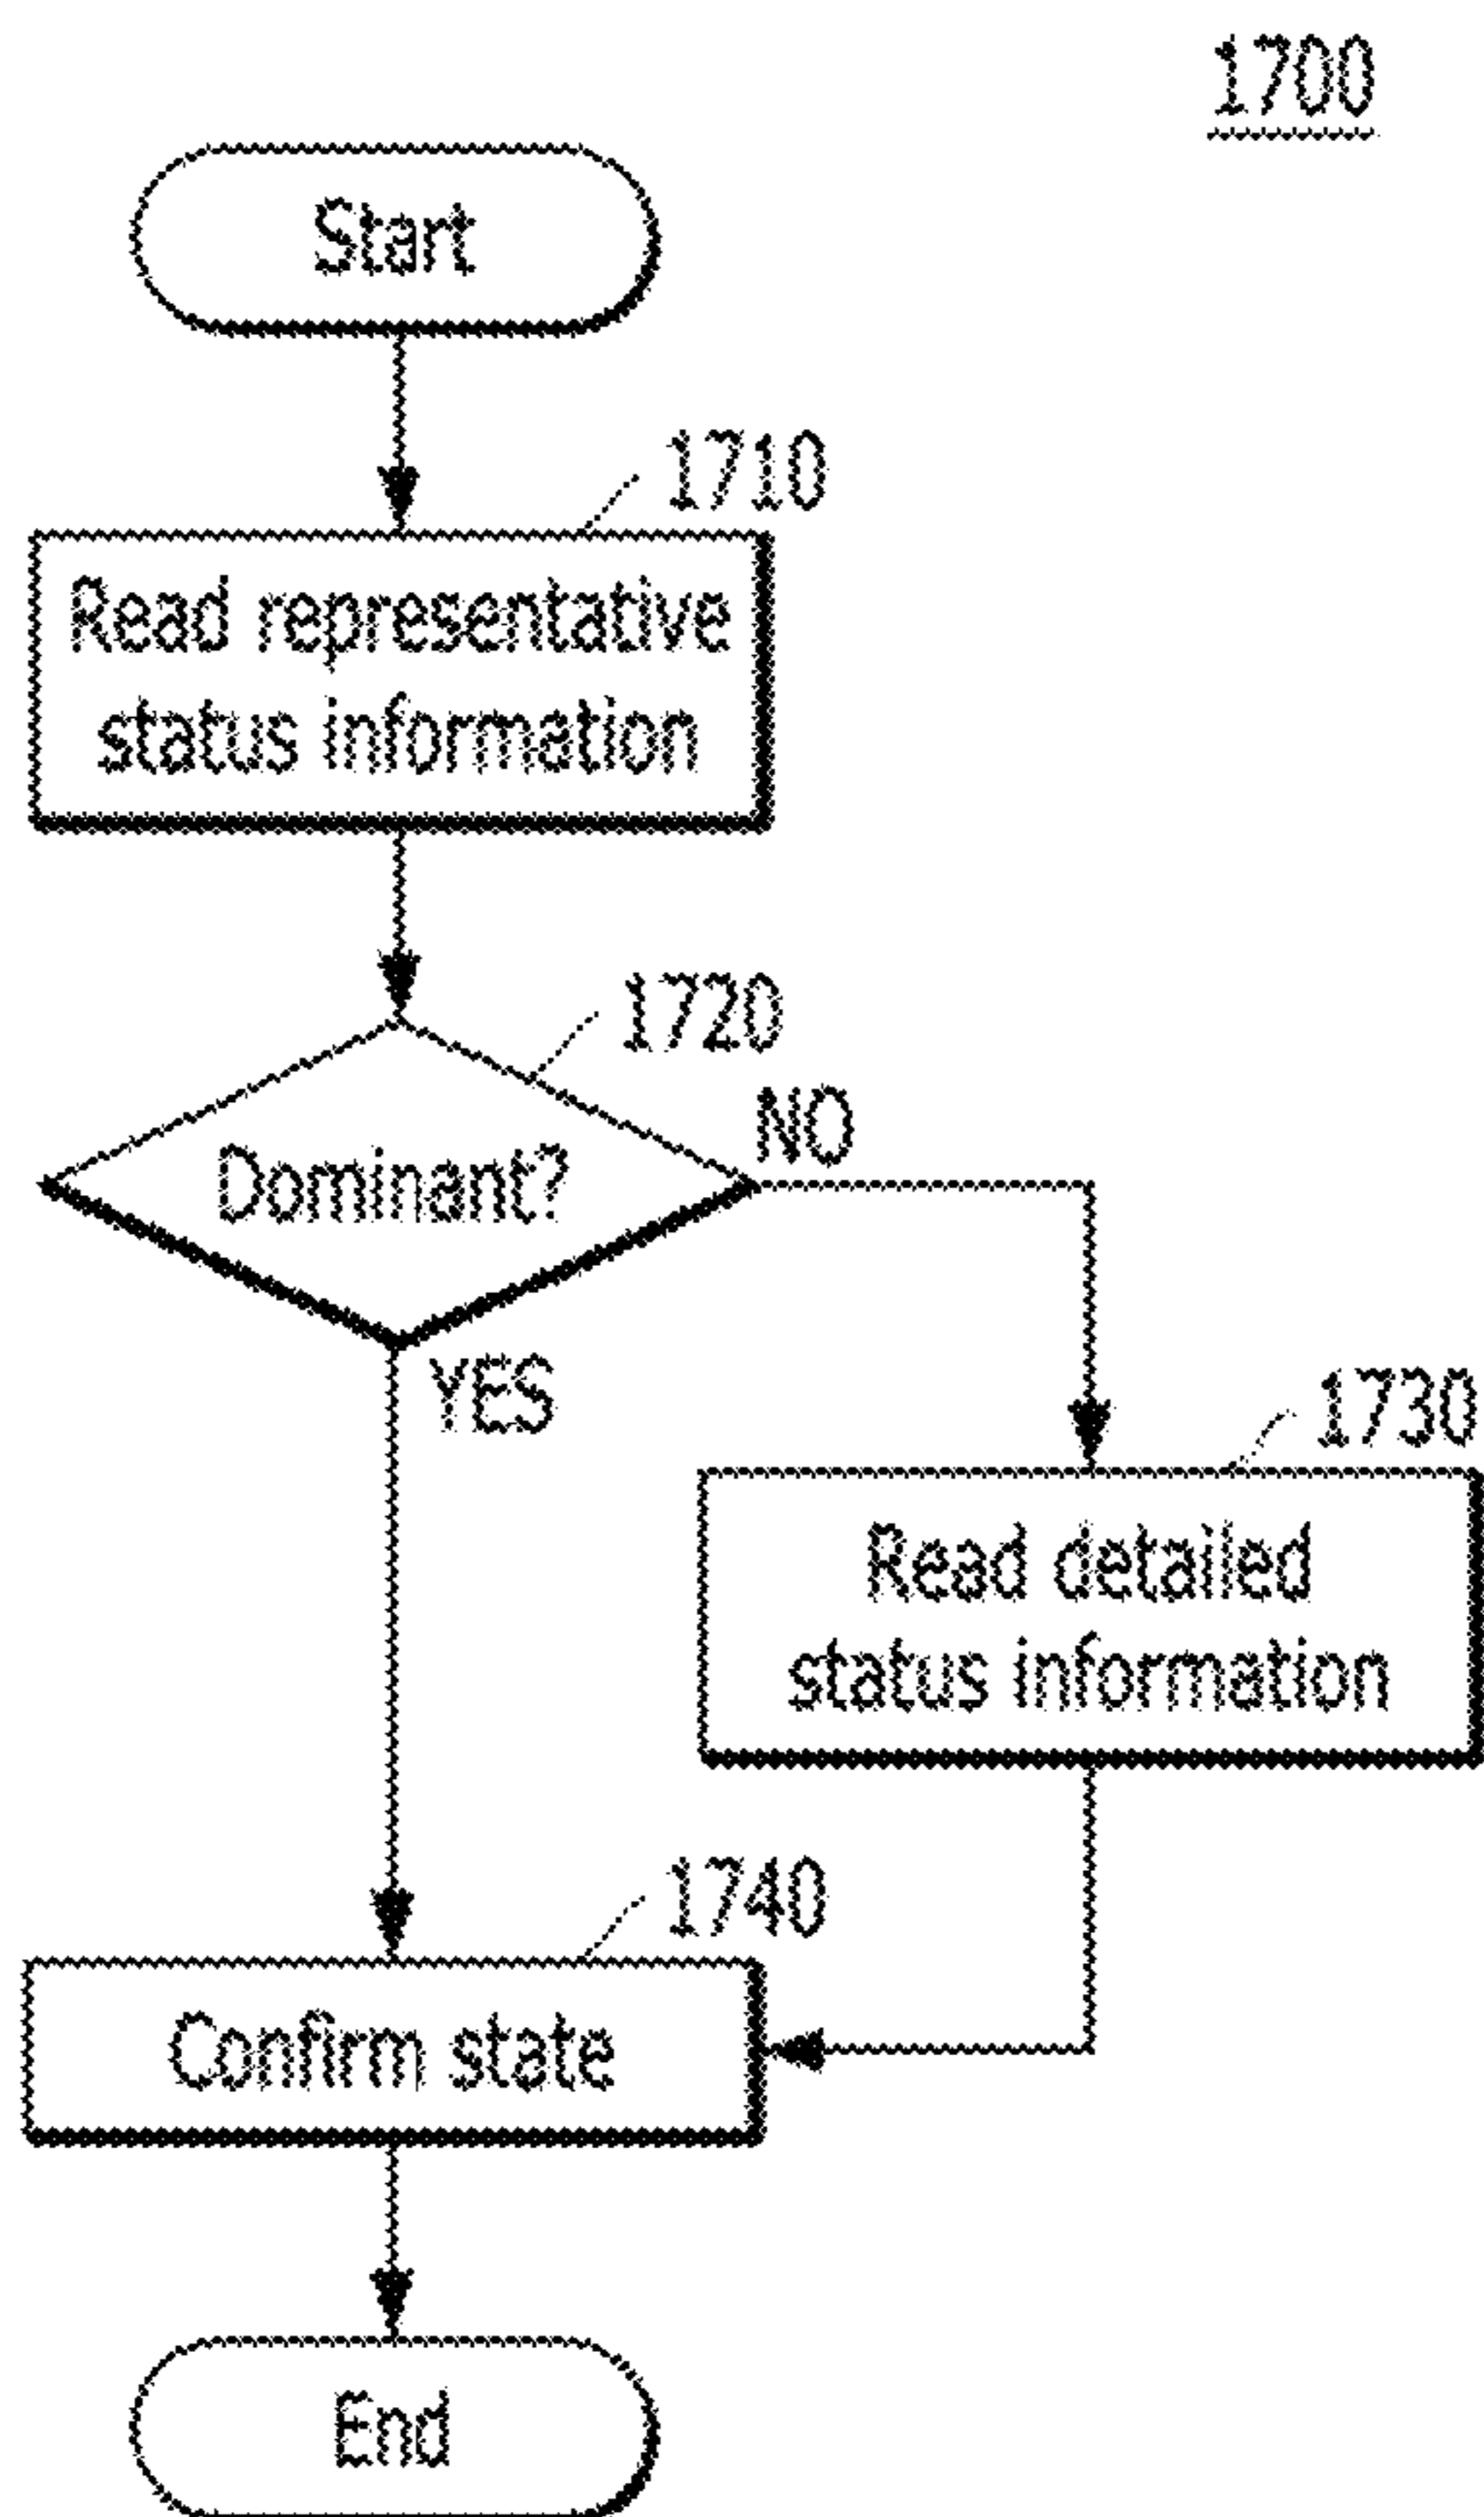 1700
Start
1710
Read representative
status information
1720
Dominant?
NO
YES
1730
Read detailed
status information
1740
Confirm state
End